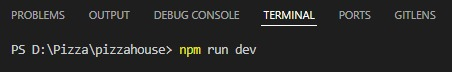 PROBLEMS OUTPUT DEBUG CONSOLE TERMINAL PORTS GITLENS
PS D:\Pizza\pizzahouse> npm run dev